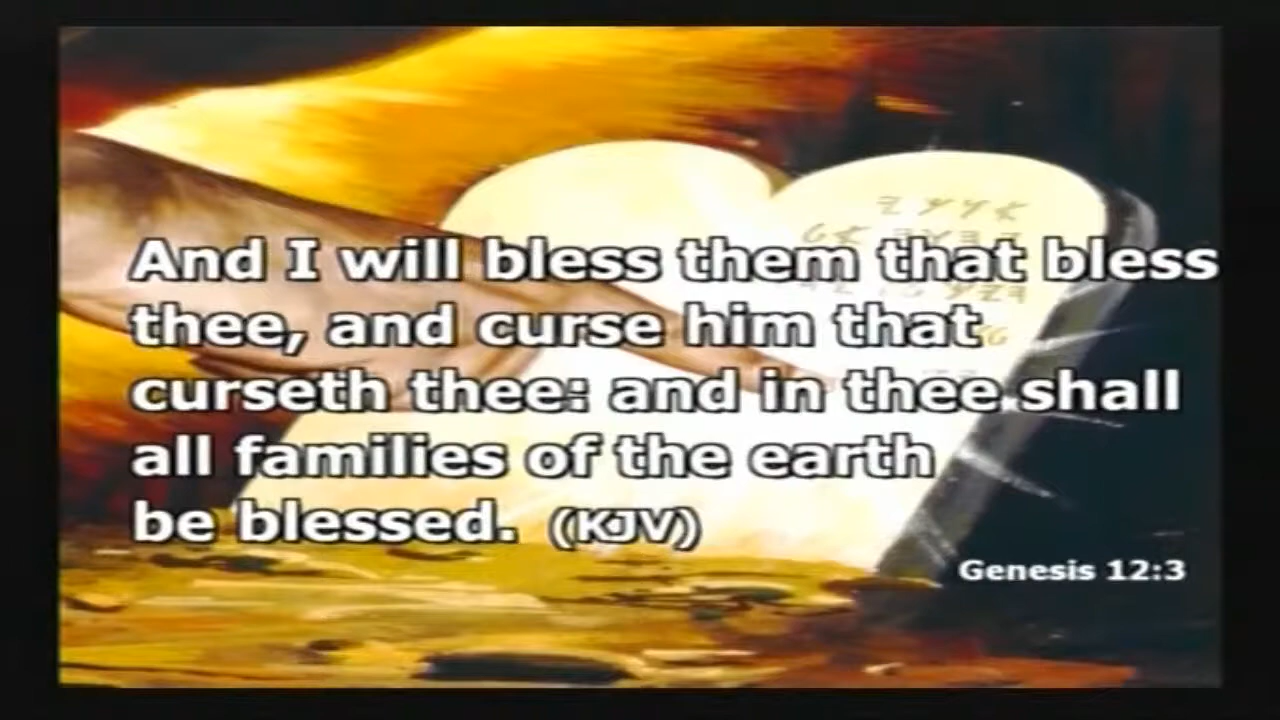 And I will bless them that bless
thee, and curse him that
curseth thee: and in thee shall
all families of the earth
be blessed. (KJV)
Genesis 12:3